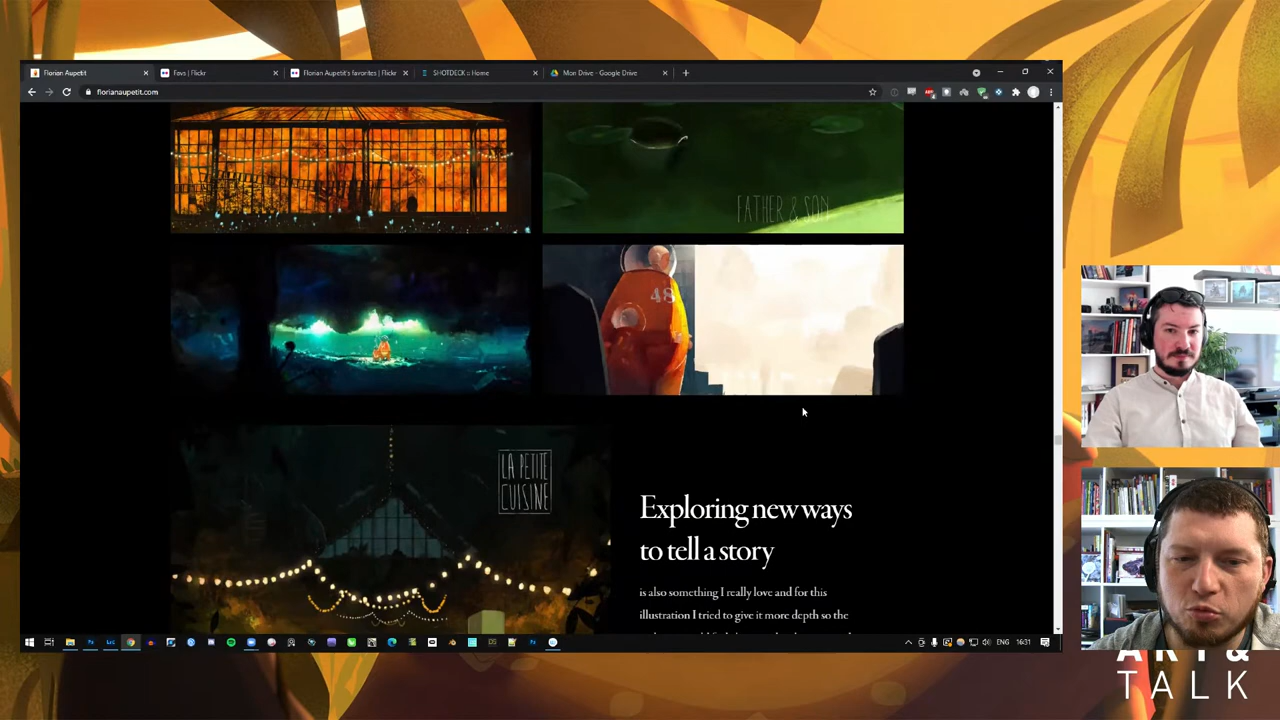 Florian Aupetit
Favs | Flickr
Florian Aupetit's favorites | Flickr
SHOTDECK :: Home
Mon Drive - Google Drive
florianaupetit.com
FATHER & SON
48
LA PETITE
CUISINE
Exploring new ways
to tell a story
is also something I really love and for this
illustration I tried to give it more depth so the
ENG
16:31
ART &
TALK